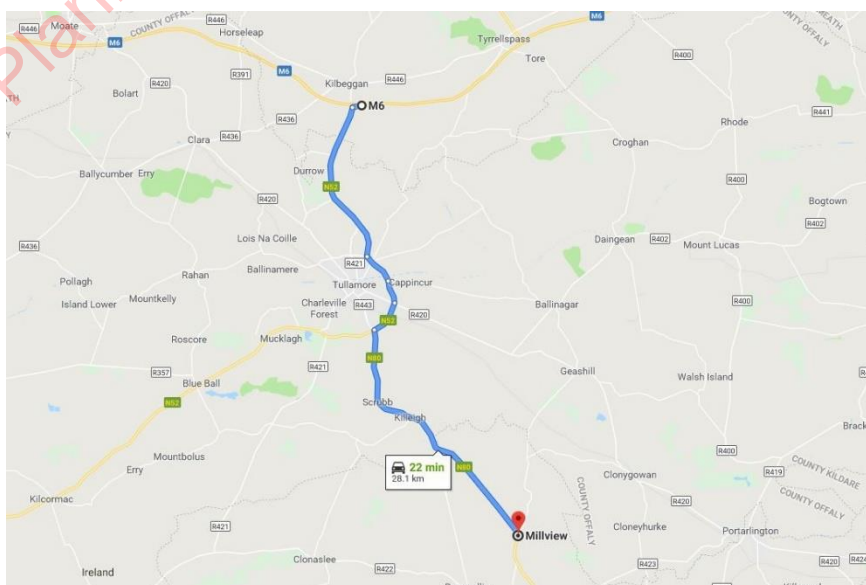 R446
Moate
COUNTY OFFALY
Horseleap
M6
Tyrrellspass
R446
M6
Tore
R400
COUNTY OFFALY
M6
Kilbeggan
R446
R391
Bolart
M6
R436
Rhode
R441
Clara
R436
Croghan
Durrow
Ballycumber
Erry
N52
R420
R400
Bogtown
Lois Na Coille
Daingean
R402
R402
Mount Lucas
R436
R421
Rahan
Ballinamere
Pollagh
Tullamore
Cappincur
Island Lower
Mountkelly
Charleville
Forest
R443
Ballinagar
R400
N52
R420
Roscore
Mucklagh
N80
R357
R421
Geashill
Walsh Island
Blue Ball
N52
Scrubb
Killeigh
Mountbolus
22 min
28.1 km
N80
R400
Erry
R419
COUNTY KILDARE
Kilcormac
Clonygowan
COUNTY OFFALY
R420
COUNTY OFFALY
R421
Millview
Cloneyhurke
Portarlington
Clonaslee
R423
R420
R424
Ireland
R422